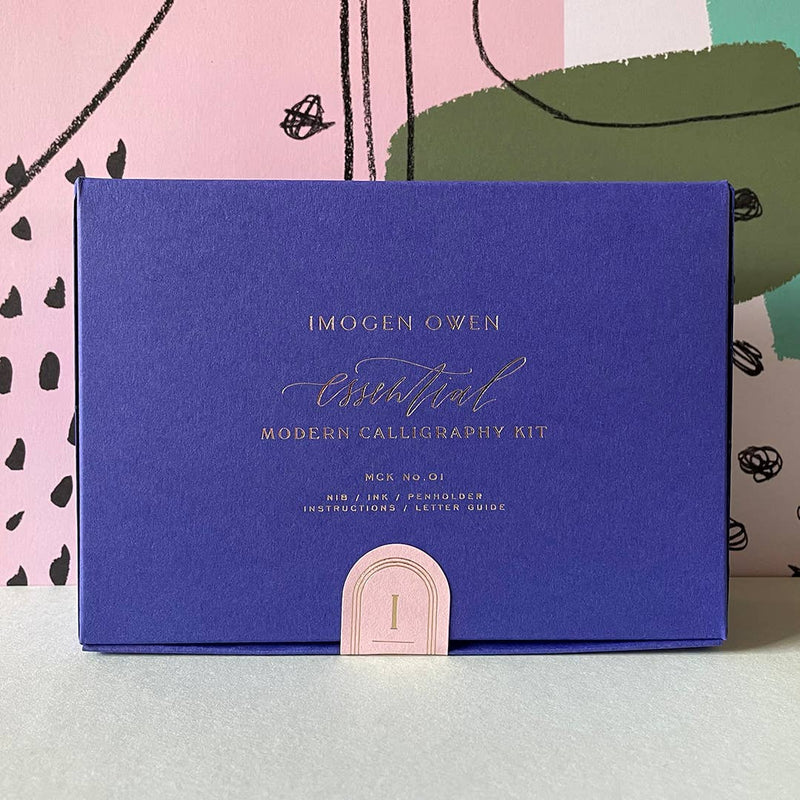 IMOGEN OWEN
essential
MODERN CALLIGRAPHY KIT
MCK No.01
NIB / INK / PENHOLDER
INSTRUCTIONS / LETTER GUIDE
I